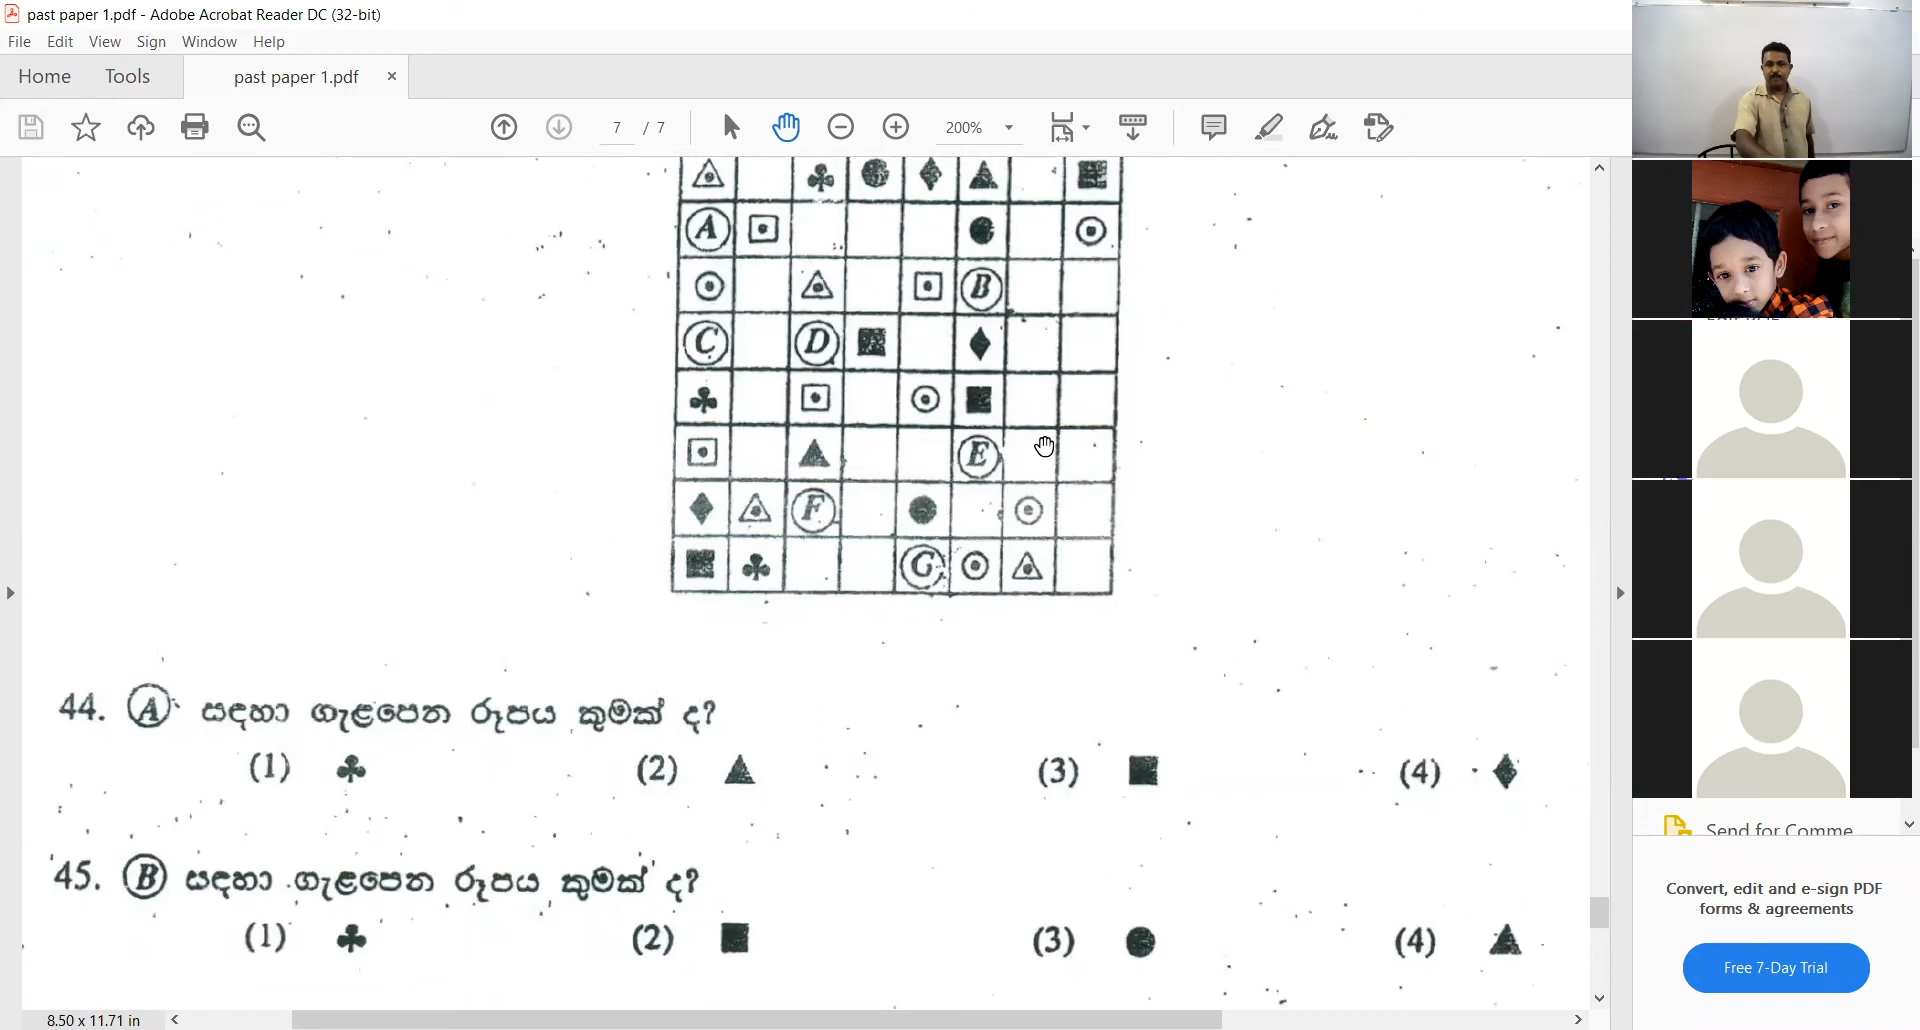 past paper 1.pdf - Adobe Acrobat Reader DC (32-bit)
File Edit View Sign Window Help
Home Tools past paper 1.pdf ×
7 / 7 200%
A
B
C D
E
F
G
44. A සඳහා ගැළපෙන රූපය කුමක් ද?
(1) (2) (3) (4)
45. B සඳහා ගැළපෙන රූපය කුමක් ද?
(1) (2) (3) (4)
8.50 x 11.71 in
Send for Comme
Convert, edit and e-sign PDF
forms & agreements
Free 7-Day Trial